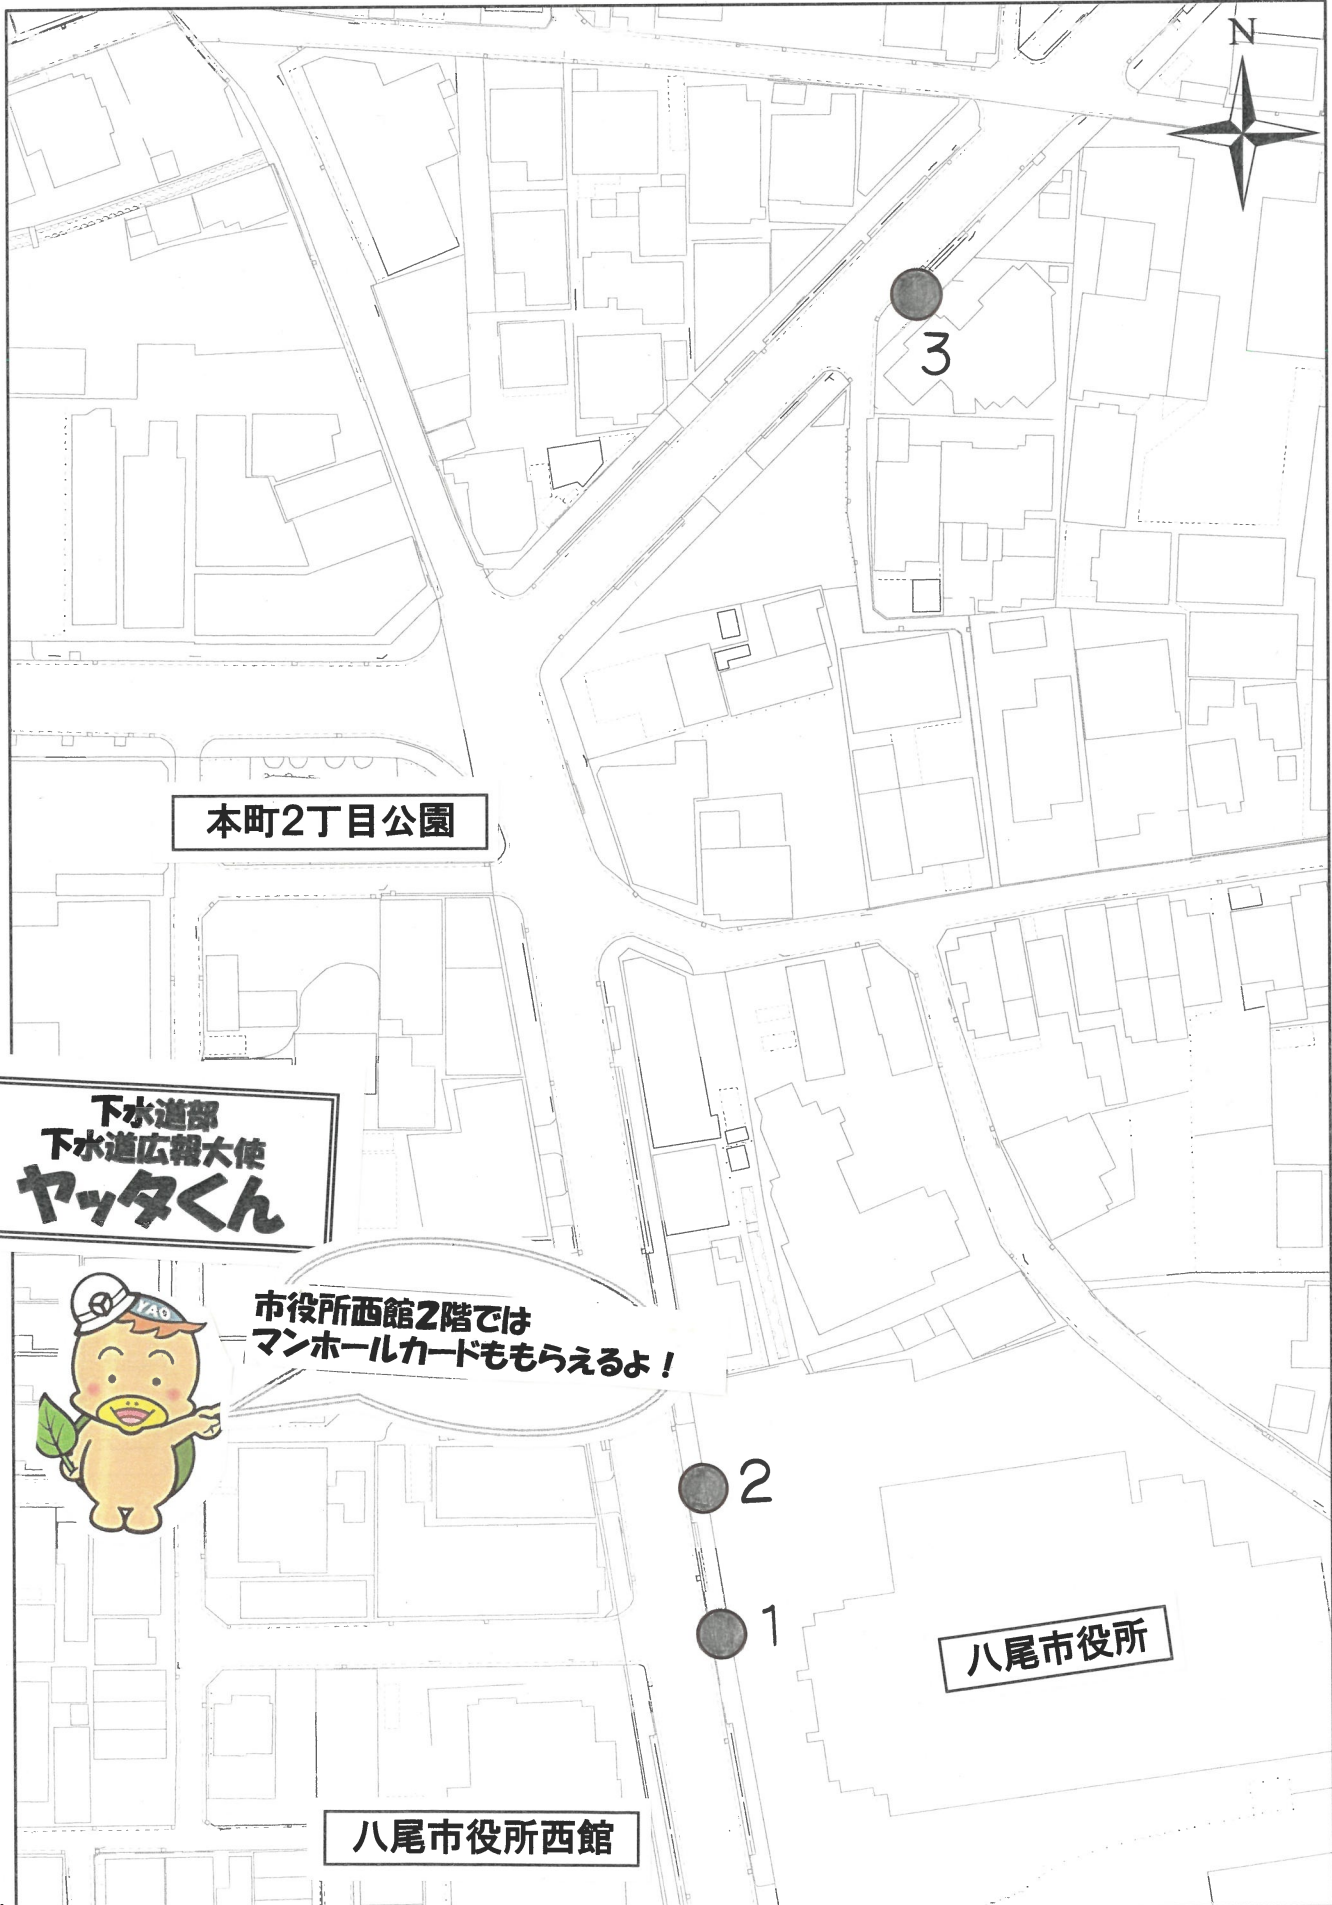 N
3
本町2丁目公園
下水道部
下水道広報大使
ヤッタくん
YAO
市役所西館2階では
マンホールカードももらえるよ!
2
1
八尾市役所
八尾市役所西館